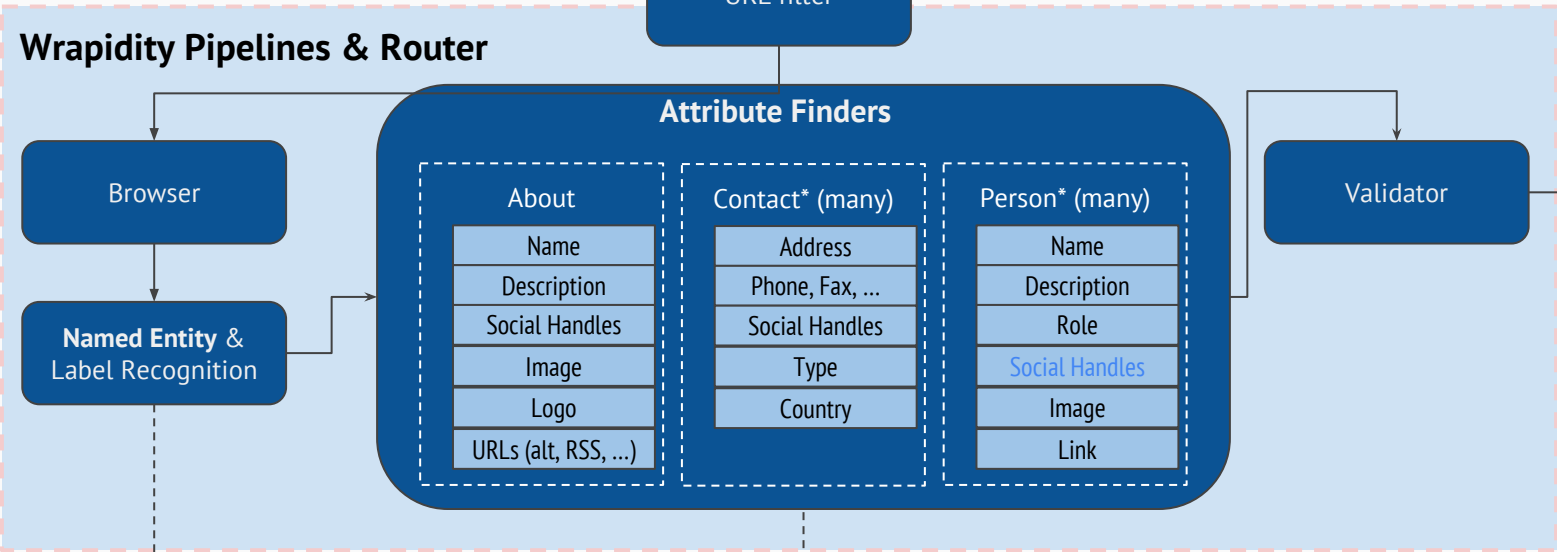 URL filter
Wrapidity Pipelines & Router
Attribute Finders
Browser
Named Entity &
Label Recognition
About
Name
Description
Social Handles
Image
Logo
URLs (alt, RSS, ...)
Contact* (many)
Address
Phone, Fax, ...
Social Handles
Type
Country
Person* (many)
Name
Description
Role
Social Handles
Image
Link
Validator